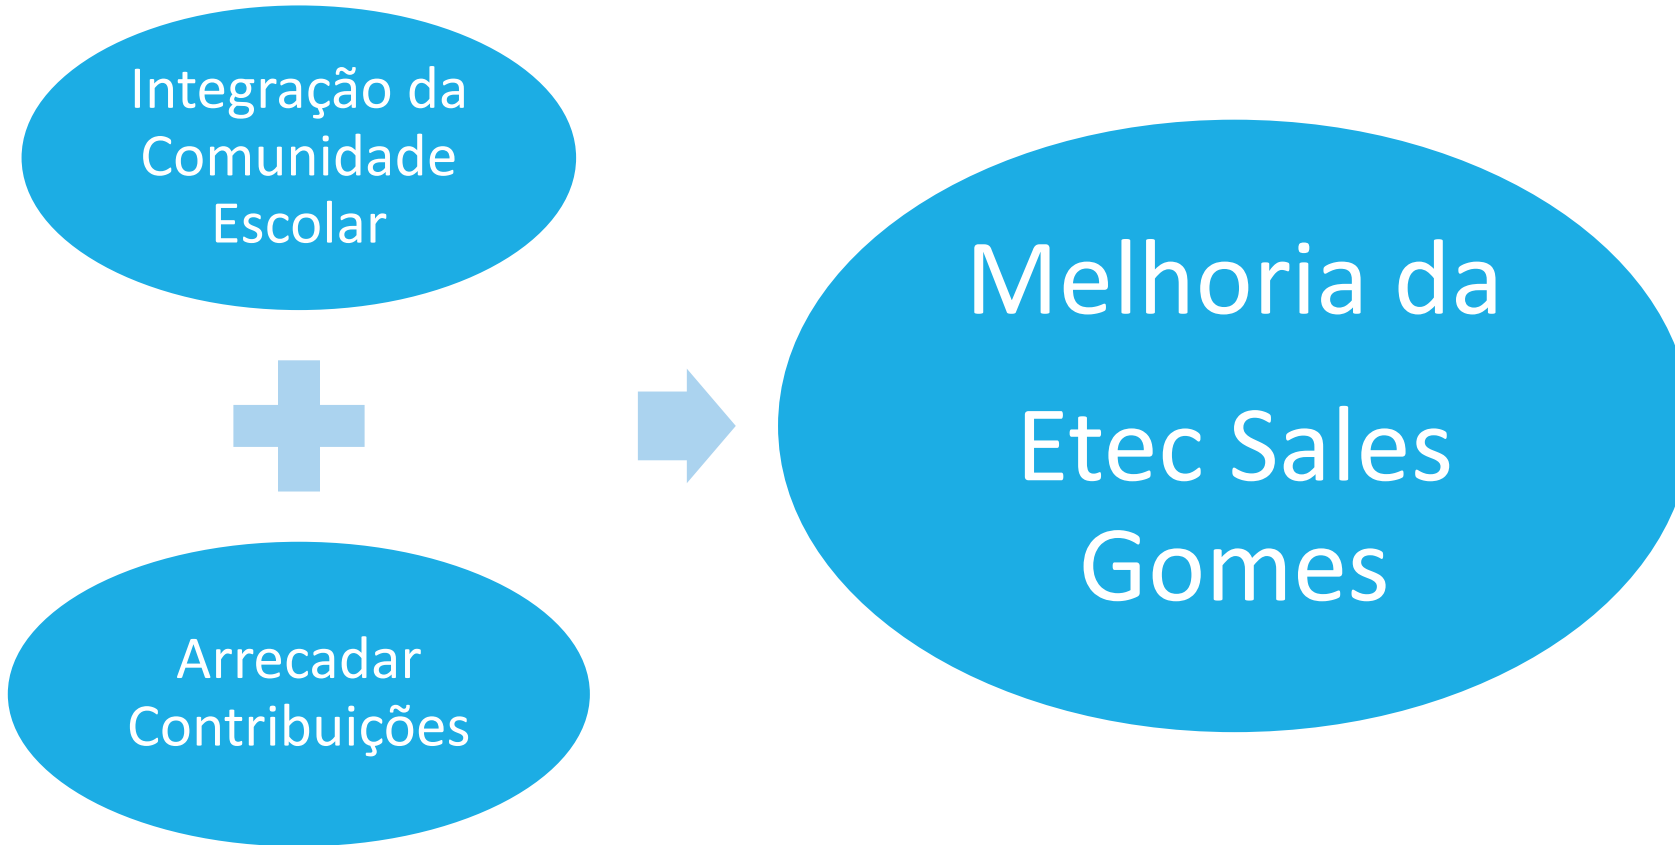 Integração da
Comunidade
Escolar
Arrecadar
Contribuições
Melhoria da
Etec Sales
Gomes